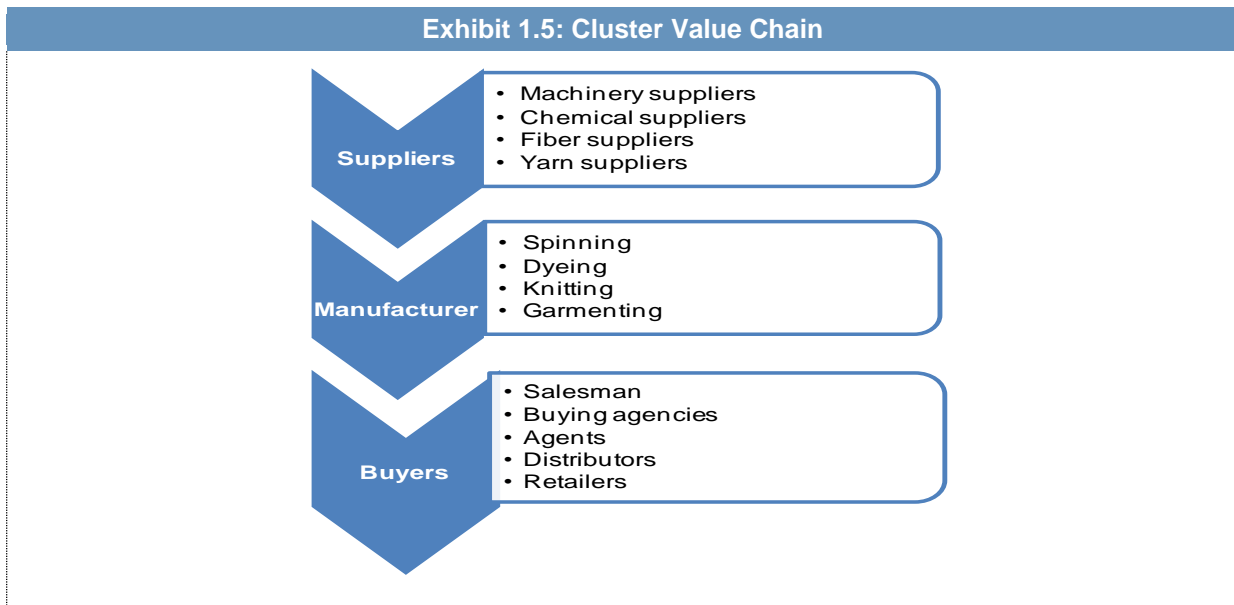 Exhibit 1.5: Cluster Value Chain
Suppliers
• Machinery suppliers
• Chemical suppliers
• Fiber suppliers
• Yarn suppliers
Manufacturer
• Spinning
• Dyeing
• Knitting
• Garmenting
Buyers
• Salesman
• Buying agencies
• Agents
• Distributors
• Retailers